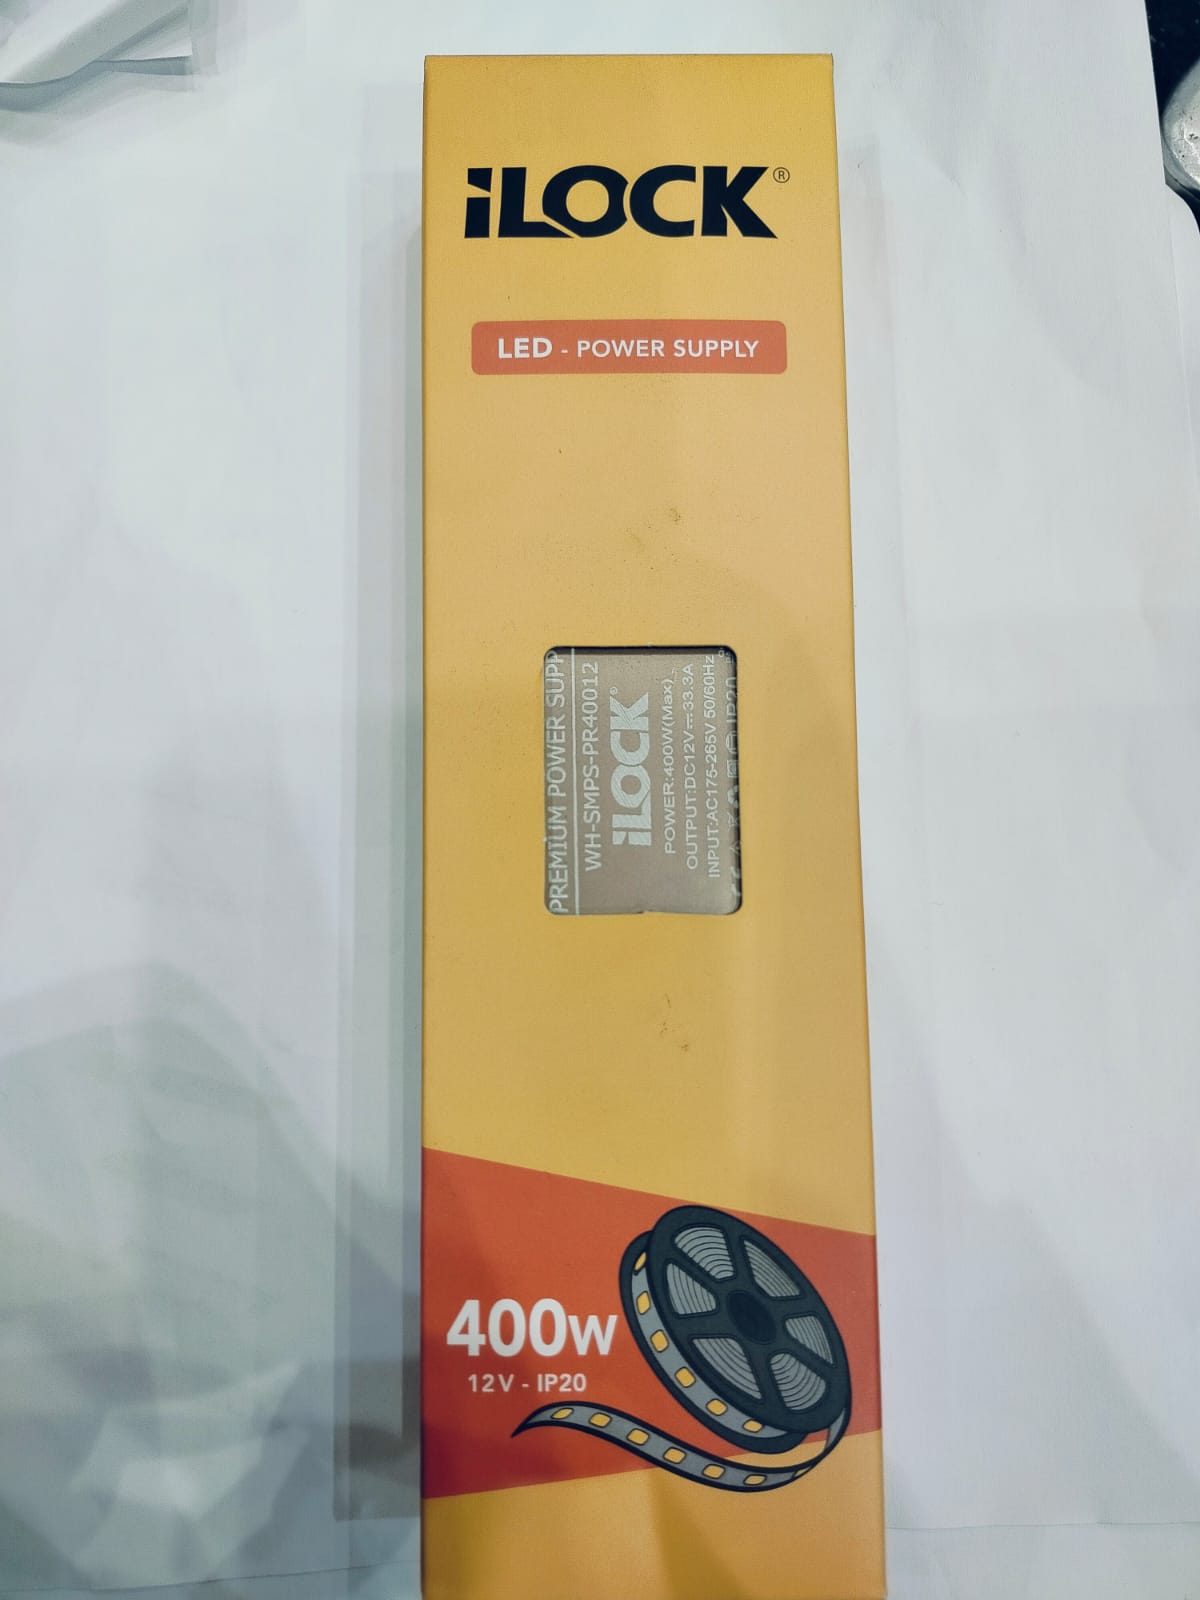 iLOCK®
LED - POWER SUPPLY
PREMIUM POWER SUPP
WH-SMPS-PR40012
iLOCK®
POWER:400W(Max)
OUTPUT:DC12V⎓33.3A
INPUT:AC175-265V 50/60Hz
IP20
400W
12V - IP20